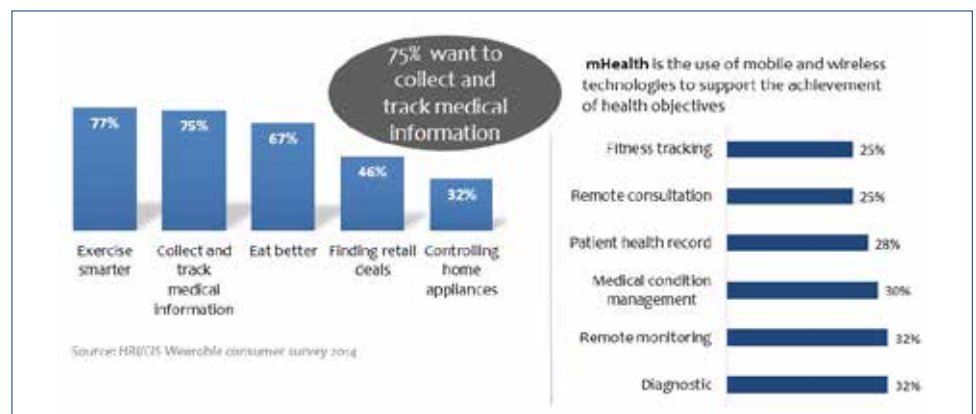 75% want to
collect and
track medical
information
77%
75%
67%
46%
32%
Exercise
smarter
Collect and
track
medical
information
Eat better
Finding retail
deals
Controlling
home
appliances
Source: Wearable consumer survey 2014
mHealth is the use of mobile and wireless
technologies to support the achievement
of health objectives
Fitness tracking
25%
Remote consultation
25%
Patient health record
28%
Medical condition
management
30%
Remote monitoring
32%
Diagnostic
32%